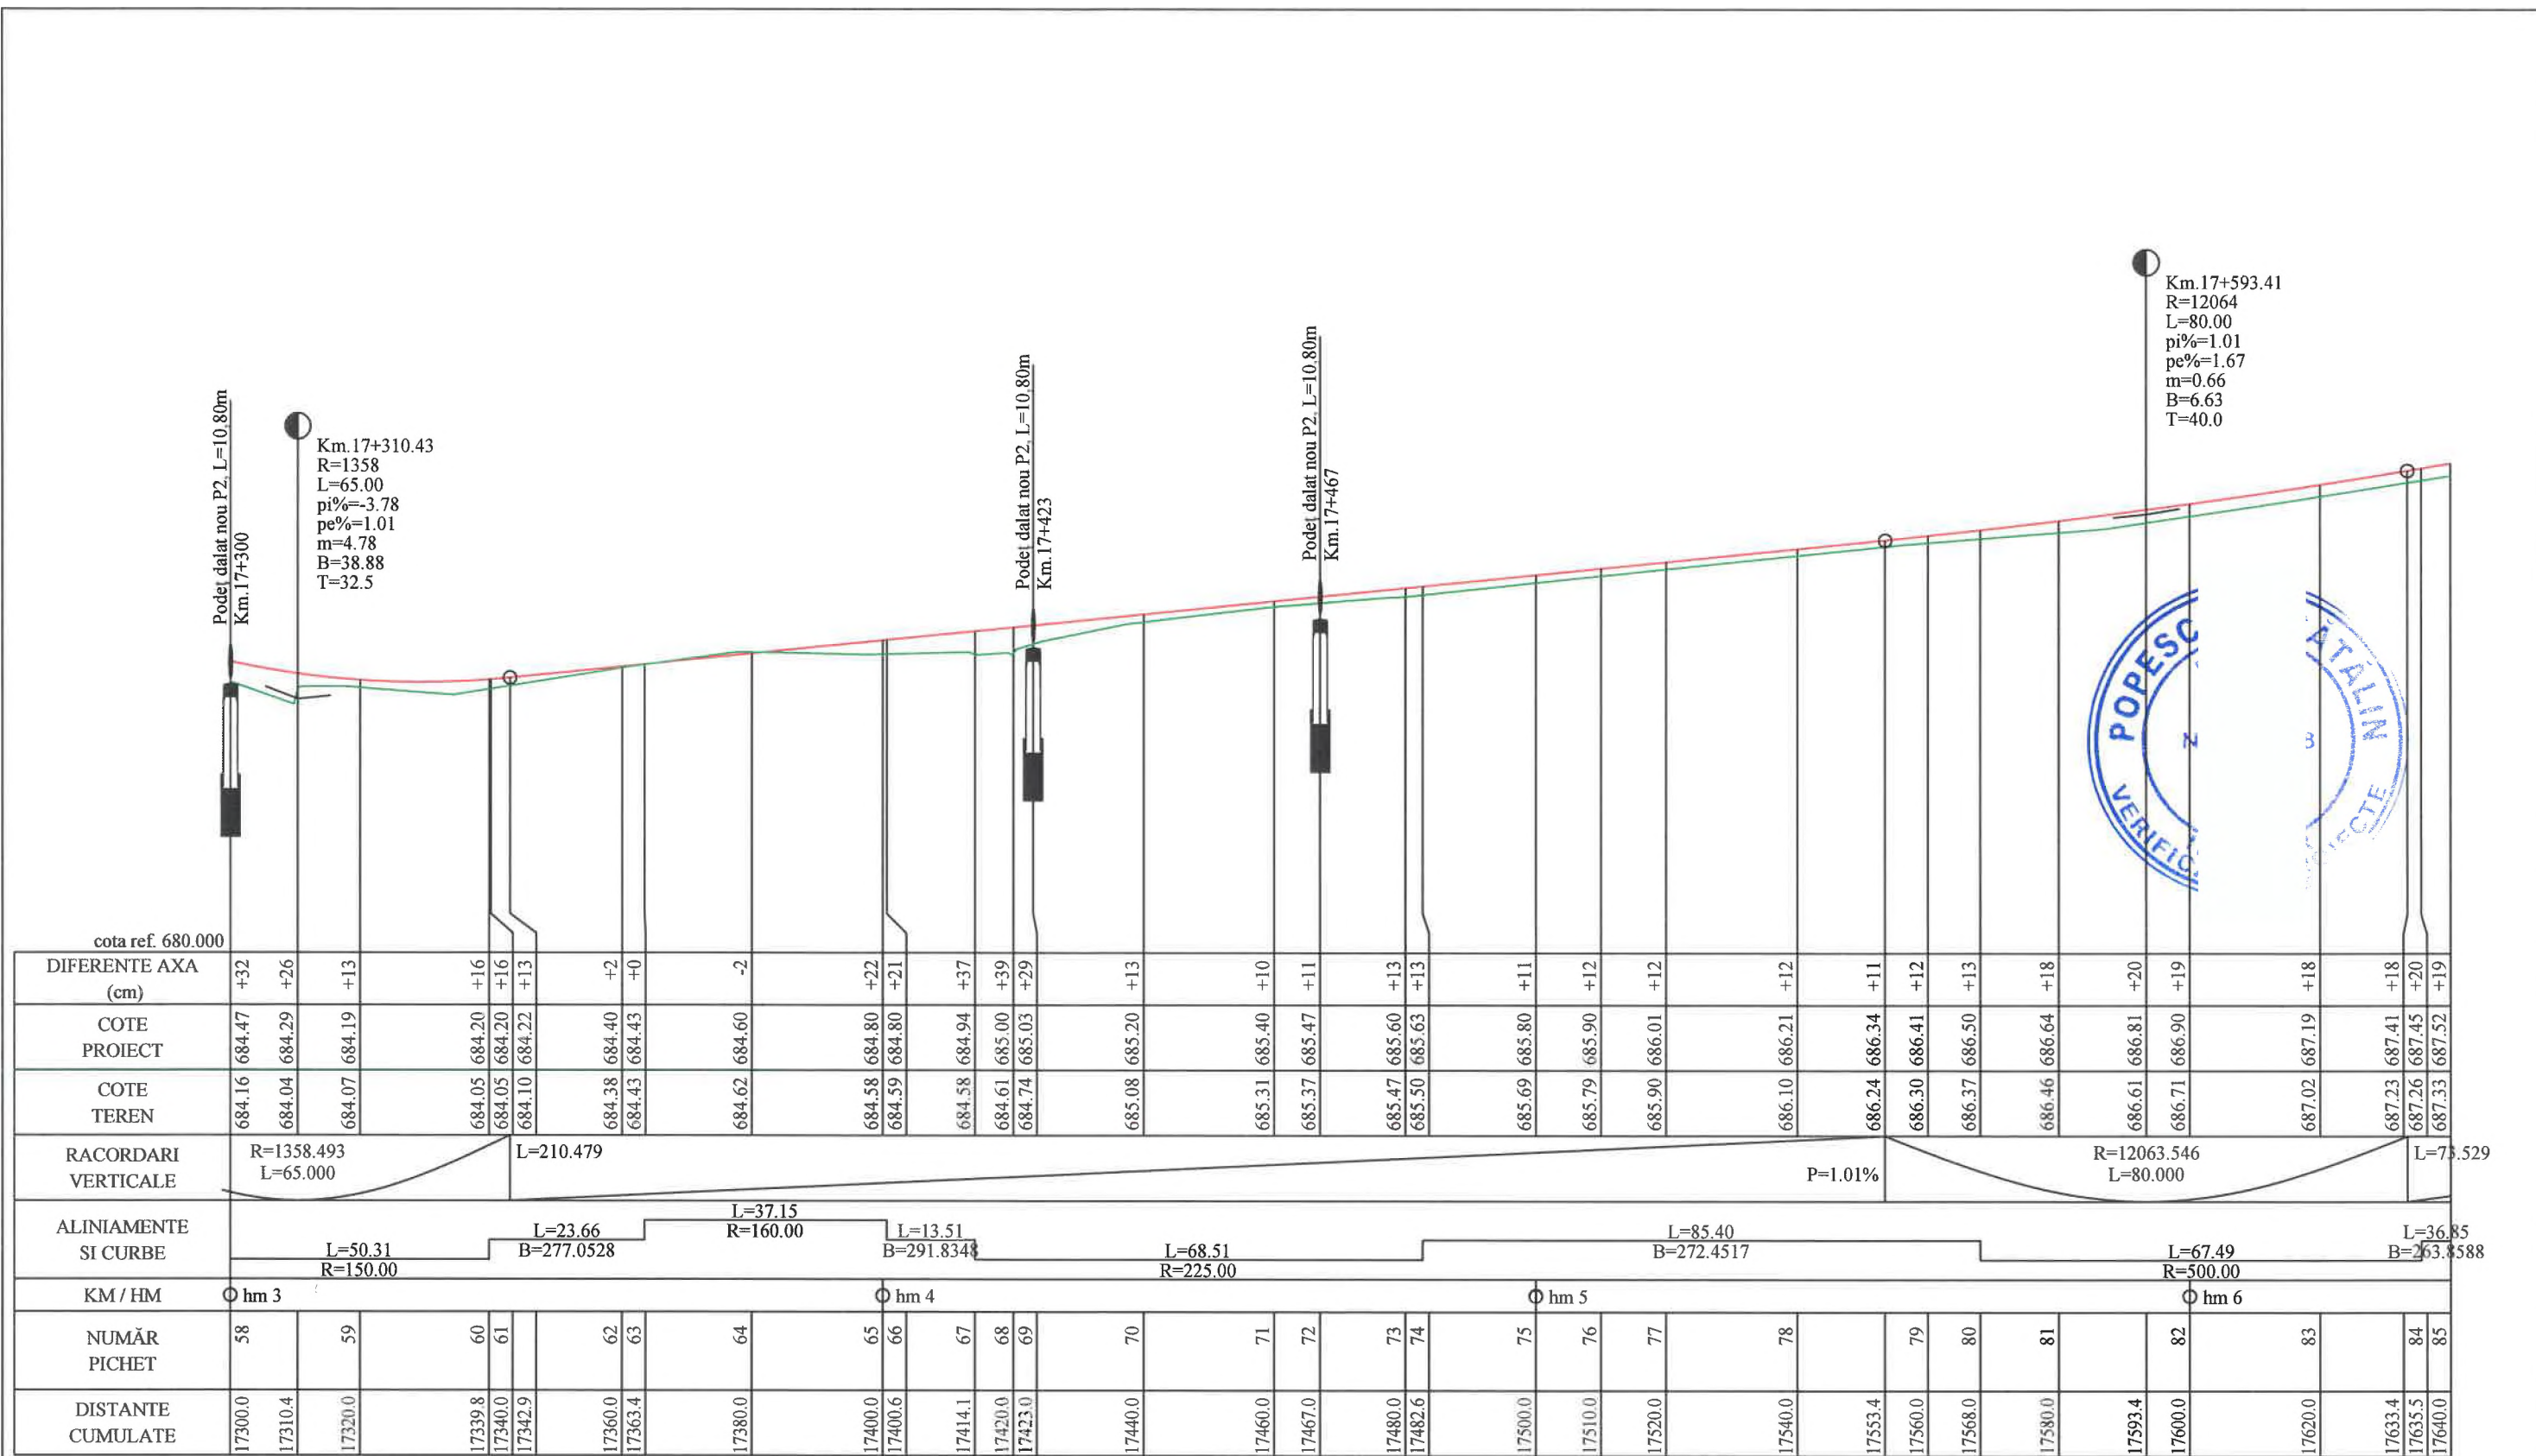 Podeț dalat nou P2, L=10,80m
Km.17+300
Km.17+310.43
R=1358
L=65.00
pi%=-3.78
pe%=1.01
m=4.78
B=38.88
T=32.5
Podeț dalat nou P2, L=10,80m
Km.17+423
Podeț dalat nou P2, L=10,80m
Km.17+467
Km.17+593.41
R=12064
L=80.00
pi%=1.01
pe%=1.67
m=0.66
B=6.63
T=40.0
cota ref. 680.000
DIFERENTE AXA
(cm)
+32 +26 +13 +16 +16 +13 +2 +0 -2 +22 +21 +37 +39 +29 +13 +10 +11 +13 +13 +11 +12 +12 +12 +11 +12 +13 +18 +20 +19 +18 +18 +20 +19
COTE
PROIECT
684.47 684.29 684.19 684.20 684.20 684.22 684.40 684.43 684.60 684.80 684.80 684.94 685.00 685.03 685.20 685.40 685.47 685.60 685.63 685.80 685.90 686.01 686.21 686.34 686.41 686.50 686.64 686.81 686.90 687.19 687.41 687.45 687.52
COTE
TEREN
684.16 684.04 684.07 684.05 684.05 684.10 684.38 684.43 684.62 684.58 684.59 684.58 684.61 684.74 685.08 685.31 685.37 685.47 685.50 685.69 685.79 685.90 686.10 686.24 686.30 686.37 686.46 686.61 686.71 687.02 687.23 687.26 687.33
RACORDARI
VERTICALE
R=1358.493
L=65.000
L=210.479
P=1.01%
R=12063.546
L=80.000
L=73.529
ALINIAMENTE
SI CURBE
L=50.31
R=150.00
L=23.66
B=277.0528
L=37.15
R=160.00
L=13.51
B=291.8348
L=68.51
R=225.00
L=85.40
B=272.4517
L=67.49
R=500.00
L=36.85
B=263.8588
KM / HM
hm 3 hm 4 hm 5 hm 6
NUMĂR
PICHET
58 59 60 61 62 63 64 65 66 67 68 69 70 71 72 73 74 75 76 77 78 79 80 81 82 83 84 85
DISTANTE
CUMULATE
17300.0 17310.4 17320.0 17339.8 17340.0 17342.9 17360.0 17363.4 17380.0 17400.0 17400.6 17414.1 17420.0 17423.0 17440.0 17460.0 17467.0 17480.0 17482.6 17500.0 17510.0 17520.0 17540.0 17553.4 17560.0 17568.0 17580.0 17593.4 17600.0 17620.0 17633.4 17635.5 17640.0